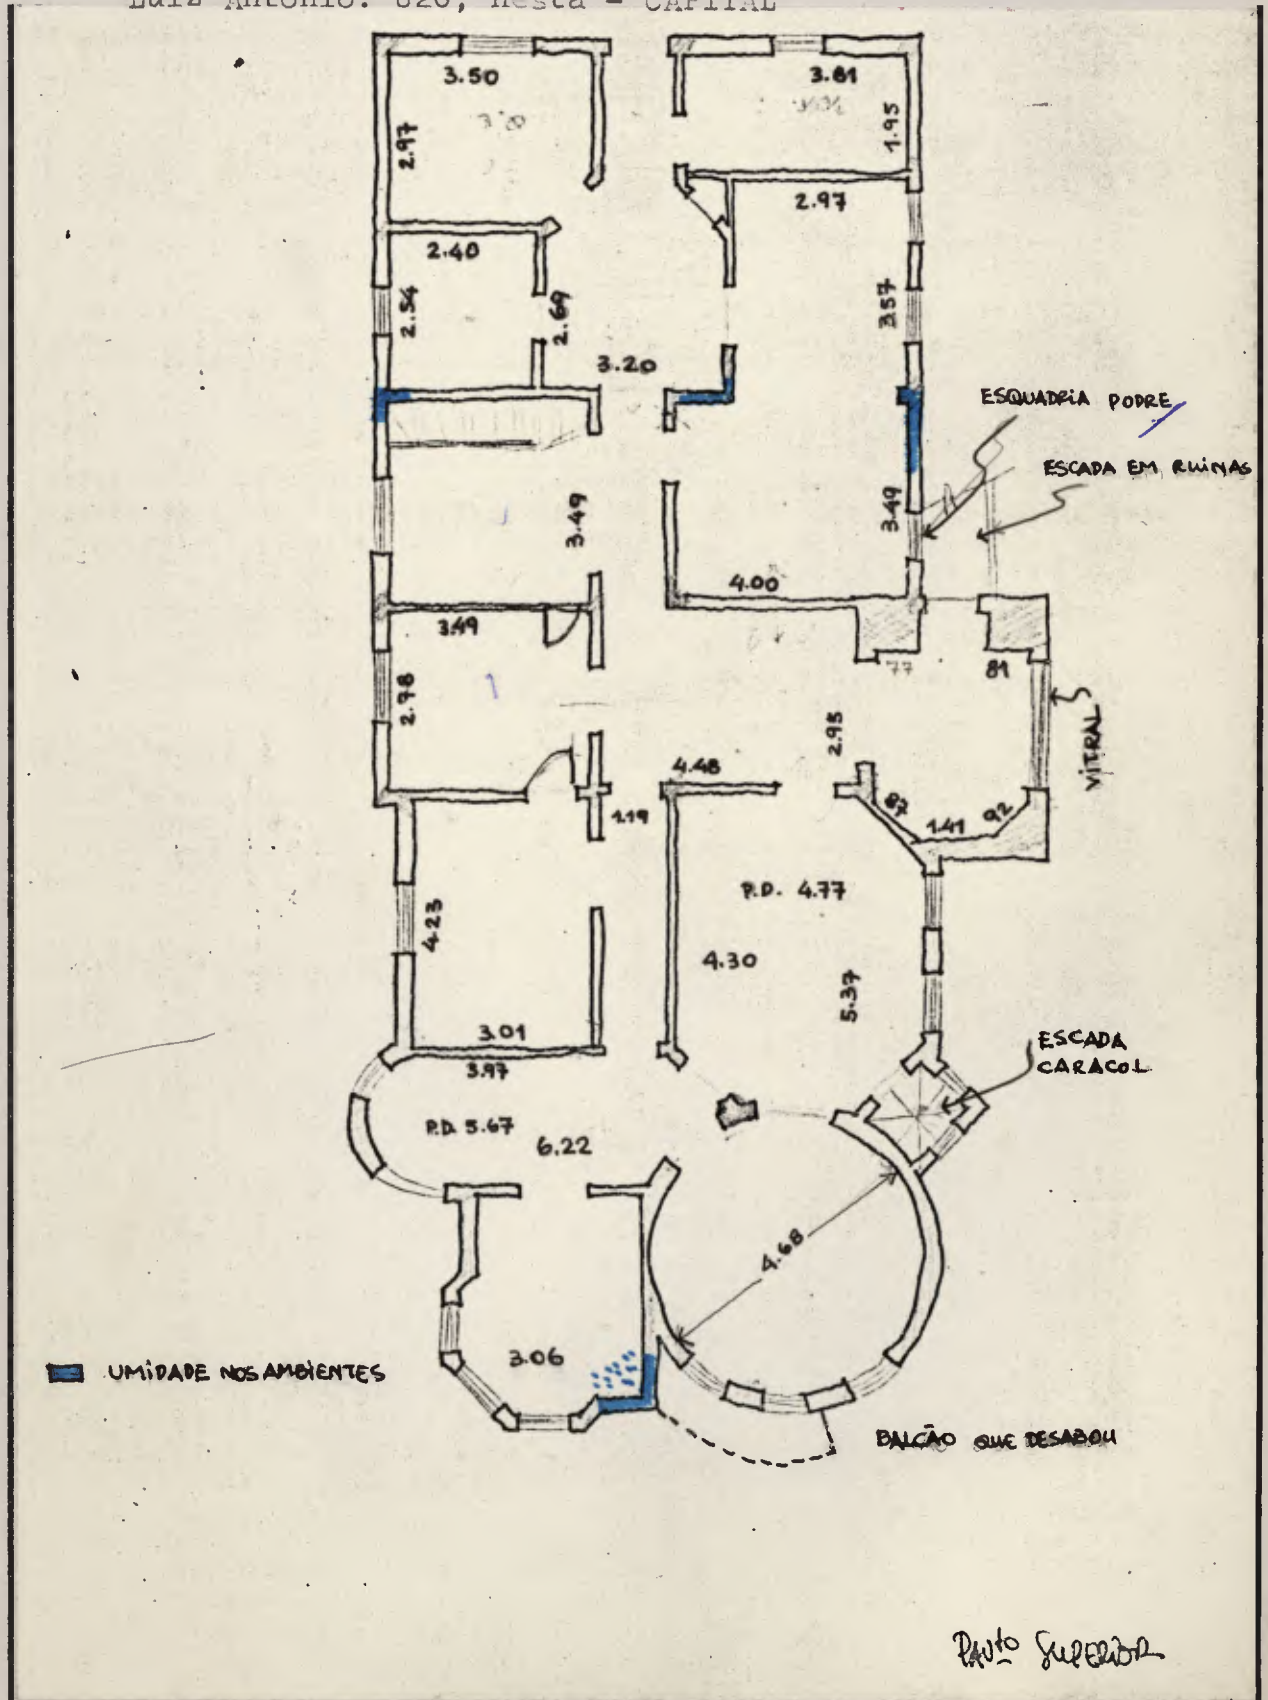 Luiz Antonio. 826, nesta - CAPITAL
3.50
3.81
2.97
1.95
2.97
2.40
2.54
2.69
3.57
3.20
ESQUADRIA PODRE
ESCADA EM RUINAS
3.49
3.49
4.00
3.49
77
81
2.78
2.95
VITRAL
4.48
1.19
87
1.41
92
P.D. 4.77
4.23
4.30
5.37
3.01
ESCADA
CARACOL
3.97
P.D. 5.67
6.22
4.68
3.06
UMIDADE NOS AMBIENTES
BALCÃO QUE DESABOU
PAVTO SUPERIOR